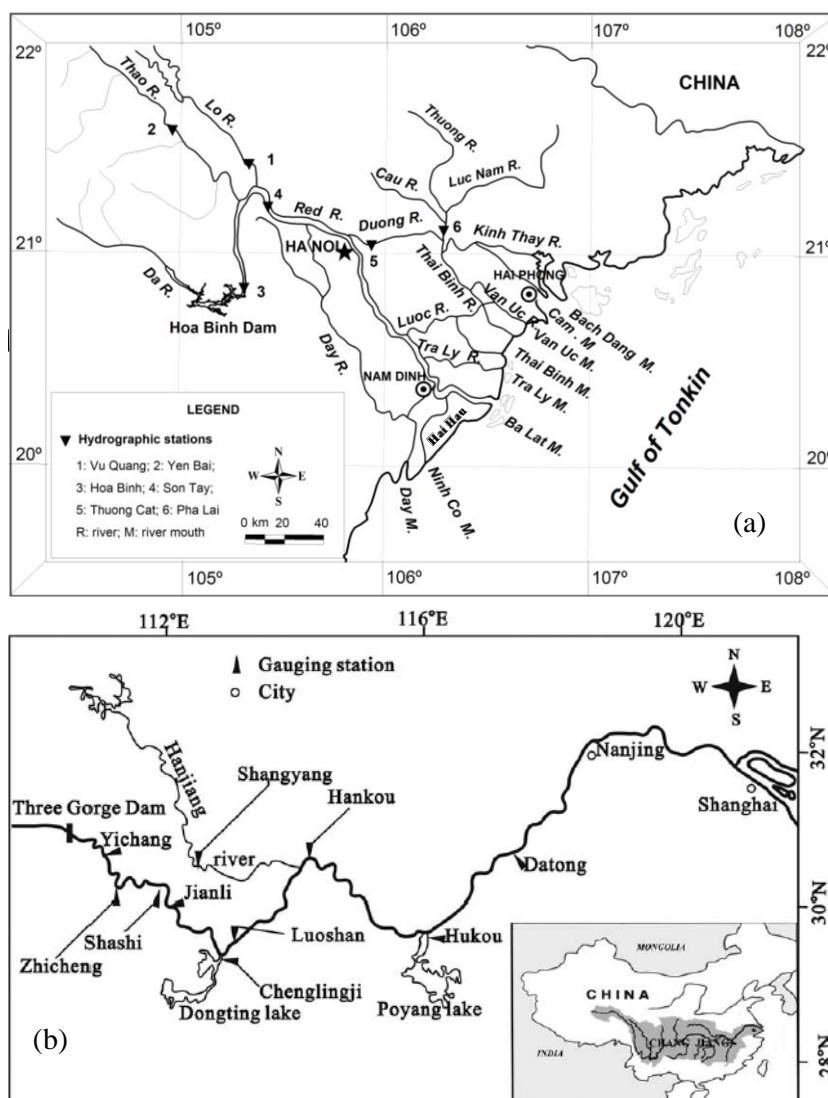 105°
106°
107°
108°
22°
22°
CHINA
Thao R.
Lo R.
Thuong R.
2
1
Cau R.
Luc Nam R.
4
Red R.
Duong R.
6
Kinh Thay R.
21°
HA NOI
5
21°
Da R.
3
Thai Binh R.
HAI PHONG
Hoa Binh Dam
Van Uc R.
Cam . M
Bach Dang M.
Luoc R.
Van Uc M.
Day R.
Tra Ly R.
Thai Binh M.
NAM DINH
Tra Ly M.
Hai Hau
Ba Lat M.
Gulf of Tonkin
20°
20°
Day M.
Ninh Co M.
LEGEND
Hydrographic stations
1: Vu Quang; 2: Yen Bai;
3: Hoa Binh; 4: Son Tay;
5: Thuong Cat; 6: Pha Lai
R: river; M: river mouth
N
W E
S
0 km 20 40
(a)
105°
106°
107°
108°
112°E
116°E
120°E
Gauging station
City
N
W E
S
Hanjiang
river
Shangyang
Hankou
Nanjing
32°N
Shanghai
Three Gorge Dam
Yichang
Jianli
Datong
30°N
Shashi
Luoshan
Hukou
Zhicheng
Chenglingji
Dongting lake
Poyang lake
28°N
(b)
MONGOLIA
CHINA
CHANG JIANG
INDIA